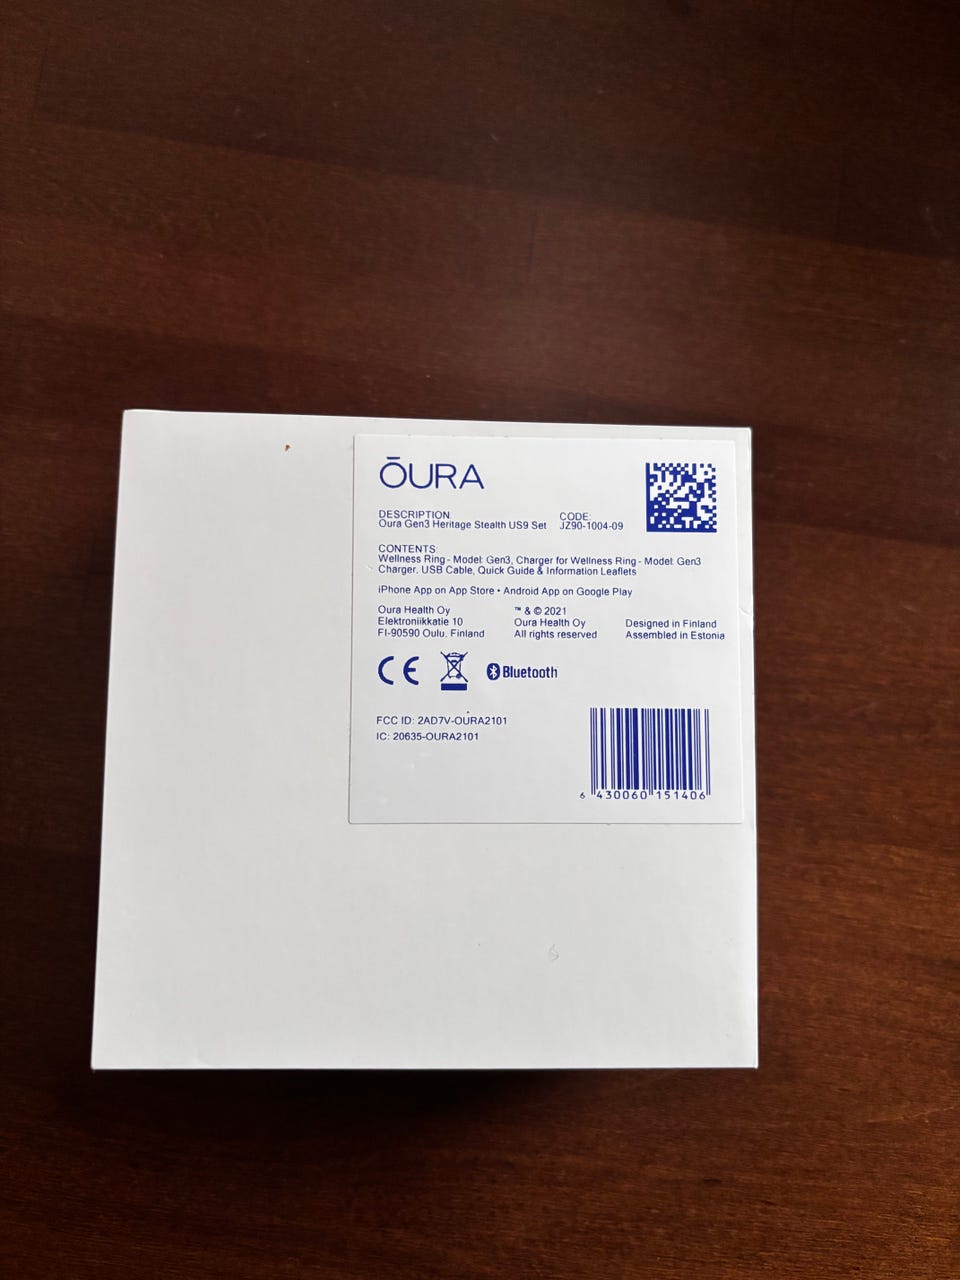 ŌURA
DESCRIPTION: CODE:
Oura Gen3 Heritage Stealth US9 Set JZ90-1004-09
CONTENTS:
Wellness Ring - Model: Gen3, Charger for Wellness Ring - Model: Gen3
Charger, USB Cable, Quick Guide & Information Leaflets
iPhone App on App Store • Android App on Google Play
Oura Health Oy ™ & © 2021
Elektroniikkatie 10 Oura Health Oy Designed in Finland
FI-90590 Oulu, Finland All rights reserved Assembled in Estonia
CE Bluetooth
FCC ID: 2AD7V-OURA2101
IC: 20635-OURA2101
6 430060 151406